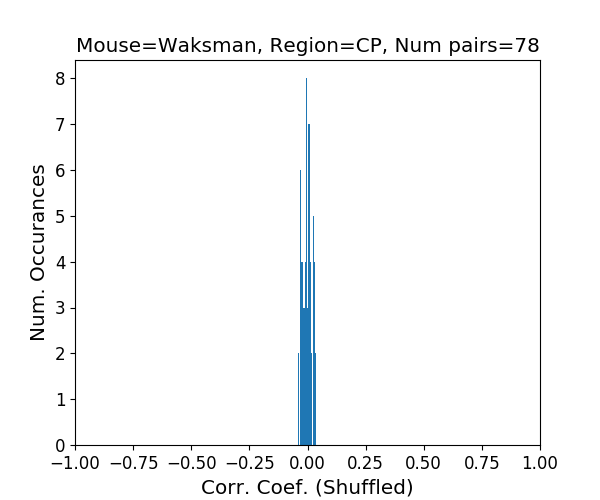 Mouse=Waksman, Region=CP, Num pairs=78
8
7
6
5
4
3
2
1
0
Num. Occurances
−1.00 −0.75 −0.50 −0.25 0.00 0.25 0.50 0.75 1.00
Corr. Coef. (Shuffled)